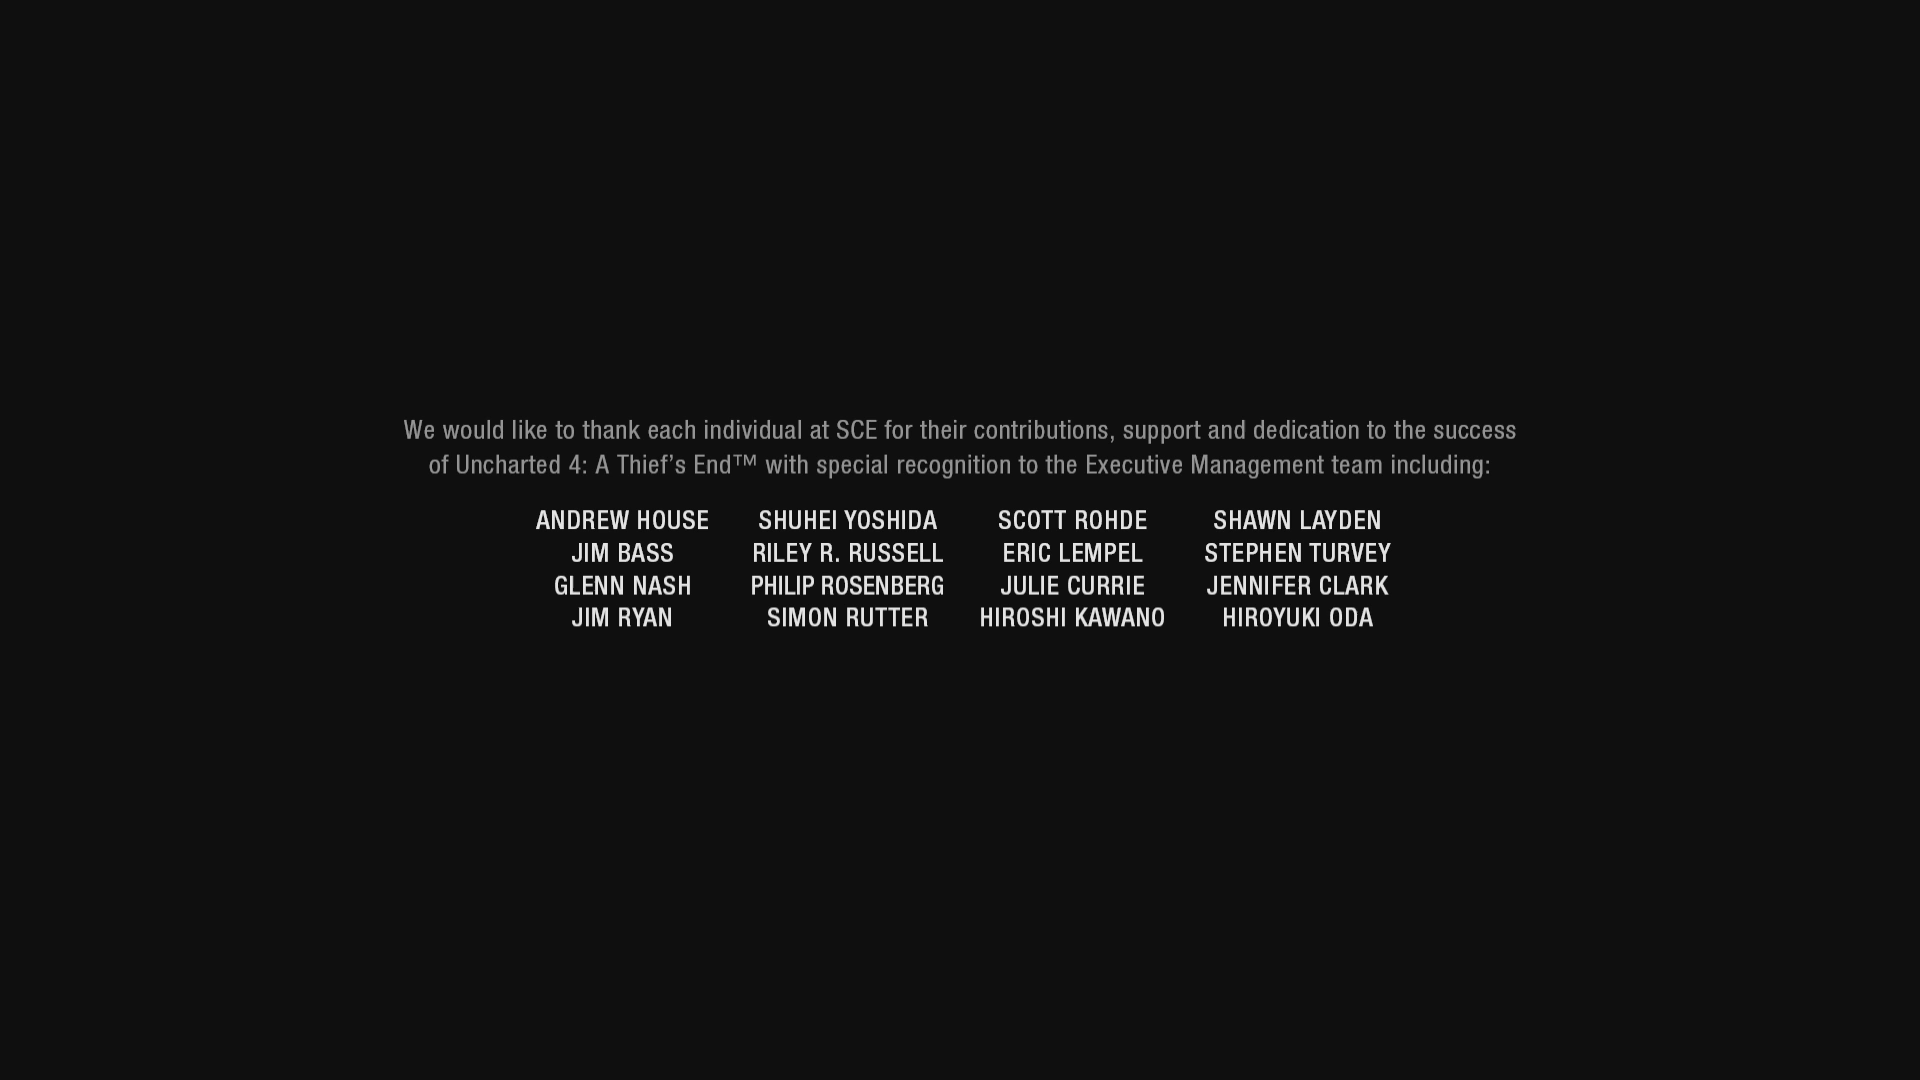 We would like to thank each individual at SCE for their contributions, support and dedication to the success
of Uncharted 4: A Thief’s End™ with special recognition to the Executive Management team including:
ANDREW HOUSE SHUHEI YOSHIDA SCOTT ROHDE SHAWN LAYDEN
JIM BASS RILEY R. RUSSELL ERIC LEMPEL STEPHEN TURVEY
GLENN NASH PHILIP ROSENBERG JULIE CURRIE JENNIFER CLARK
JIM RYAN SIMON RUTTER HIROSHI KAWANO HIROYUKI ODA